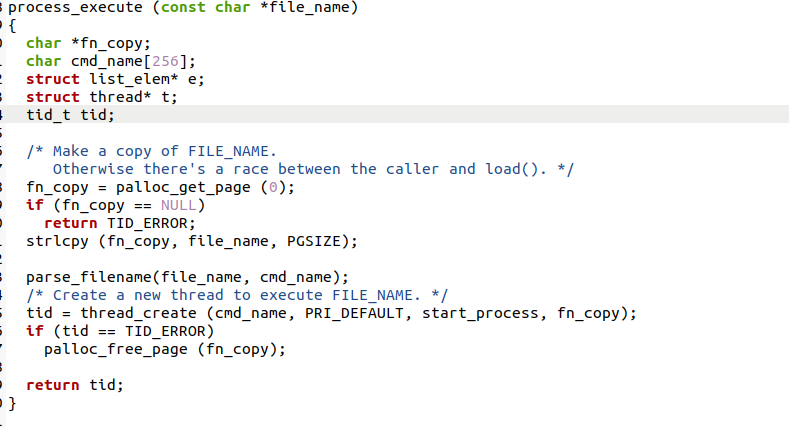 process_execute (const char *file_name)
{
  char *fn_copy;
  char cmd_name[256];
  struct list_elem* e;
  struct thread* t;
  tid_t tid;

  /* Make a copy of FILE_NAME.
     Otherwise there's a race between the caller and load(). */
  fn_copy = palloc_get_page (0);
  if (fn_copy == NULL)
    return TID_ERROR;
  strlcpy (fn_copy, file_name, PGSIZE);

  parse_filename(file_name, cmd_name);
  /* Create a new thread to execute FILE_NAME. */
  tid = thread_create (cmd_name, PRI_DEFAULT, start_process, fn_copy);
  if (tid == TID_ERROR)
    palloc_free_page (fn_copy);

  return tid;
}